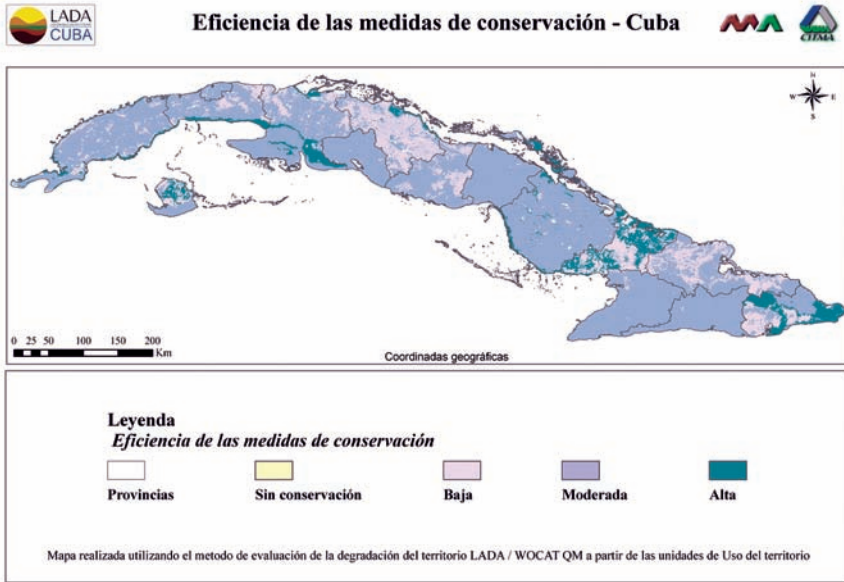 LADA
CUBA
Eficiencia de las medidas de conservación - Cuba
CITMA
N
W E
S
0 25 50 100 150 200
Km
Coordinadas geográficas
Leyenda
Eficiencia de las medidas de conservación
Provincias Sin conservación Baja Moderada Alta
Mapa realizada utilizando el metodo de evaluación de la degradación del territorio LADA / WOCAT QM a partir de las unidades de Uso del territorio